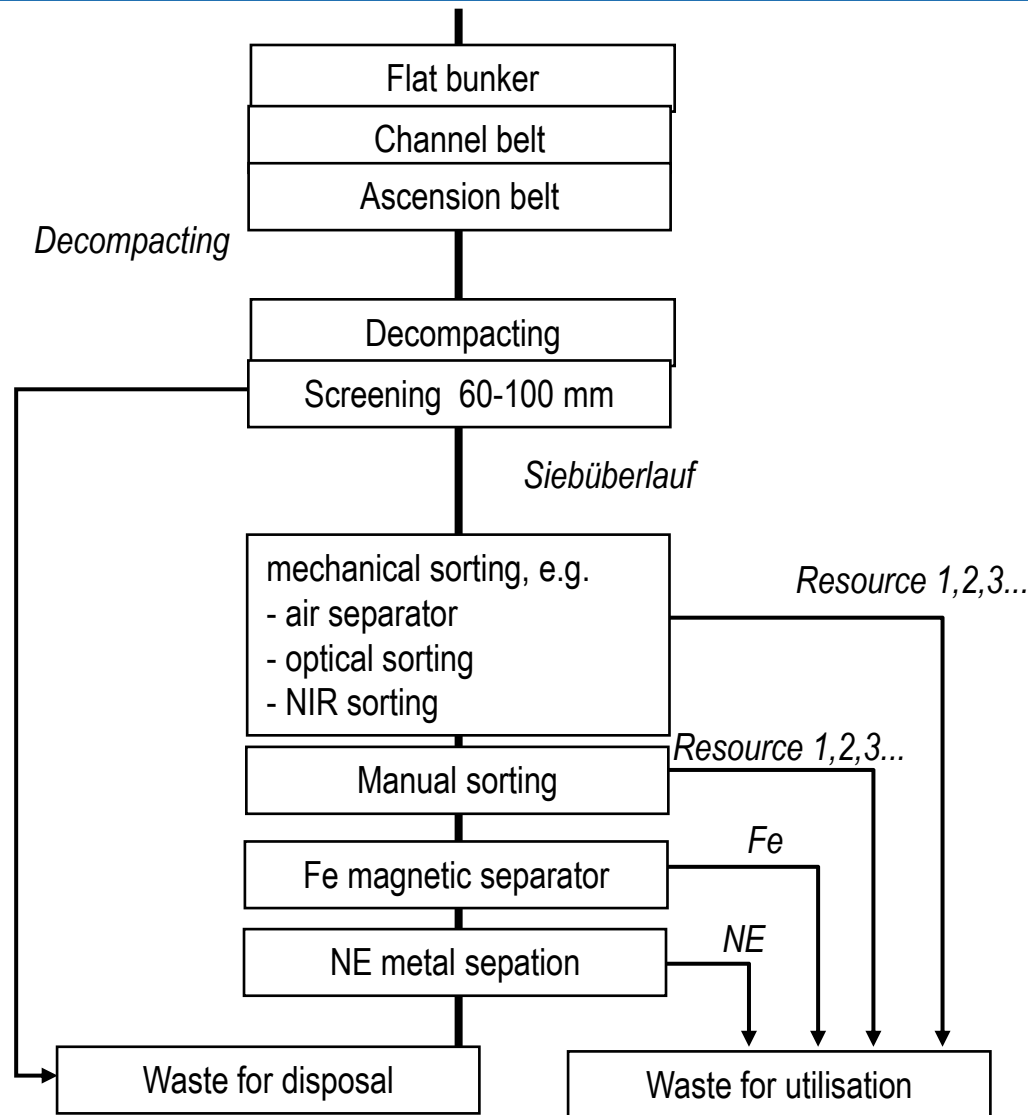 Flat bunker
Channel belt
Ascension belt
Decompacting
Decompacting
Screening 60-100 mm
Siebüberlauf
mechanical sorting, e.g.
- air separator
- optical sorting
- NIR sorting
Resource 1,2,3...
Resource 1,2,3...
Manual sorting
Fe
Fe magnetic separator
NE
NE metal sepation
Waste for disposal
Waste for utilisation